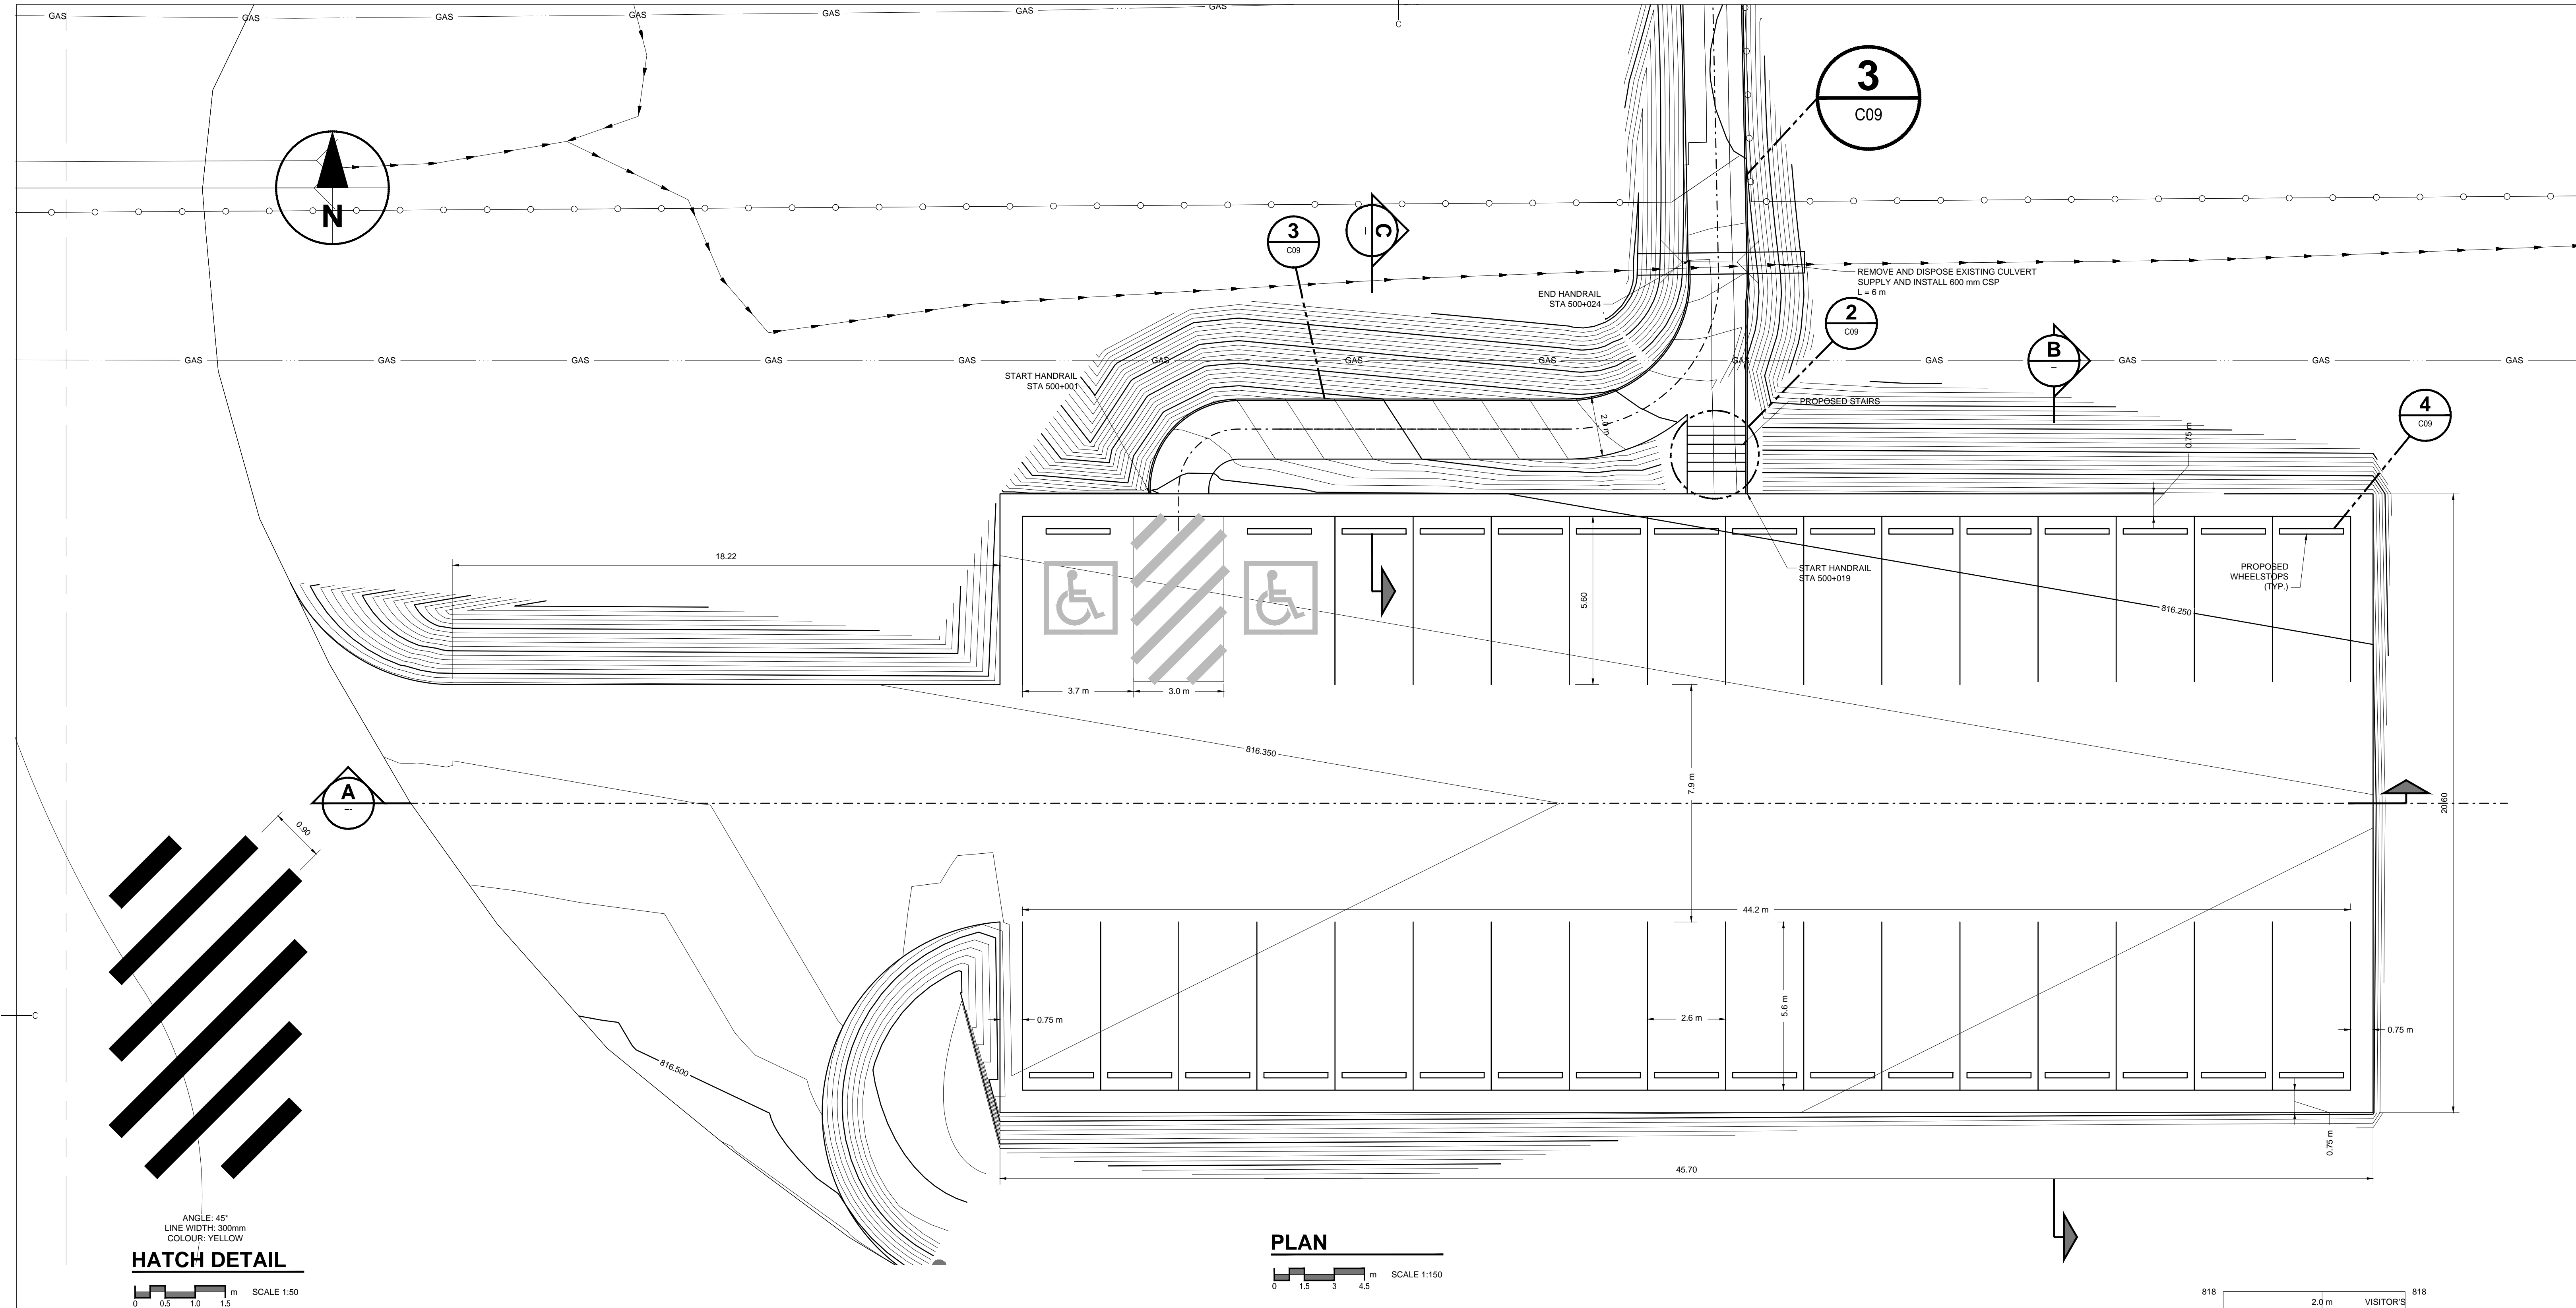 GAS GAS GAS GAS GAS GAS GAS
C
3
C09
N
3
C09
C
END HANDRAIL
STA 500+024
REMOVE AND DISPOSE EXISTING CULVERT
SUPPLY AND INSTALL 600 mm CSP
L = 6 m
2
C09
B
--
GAS GAS GAS GAS GAS GAS GAS GAS GAS GAS GAS GAS GAS
START HANDRAIL
STA 500+001
PROPOSED STAIRS
4
C09
2.0 m
0.75 m
18.22
5.60
START HANDRAIL
STA 500+019
PROPOSED
WHEELSTOPS
(TYP.)
816.250
3.7 m
3.0 m
816.350
7.9 m
A
--
20.60
0.90
44.2 m
C
0.75 m
2.6 m
5.6 m
0.75 m
816.500
0.75 m
45.70
ANGLE: 45°
LINE WIDTH: 300mm
COLOUR: YELLOW
HATCH DETAIL
0 0.5 1.0 1.5 m SCALE 1:50
PLAN
0 1.5 3 4.5 m SCALE 1:150
818 818
2.0 m VISITOR'S